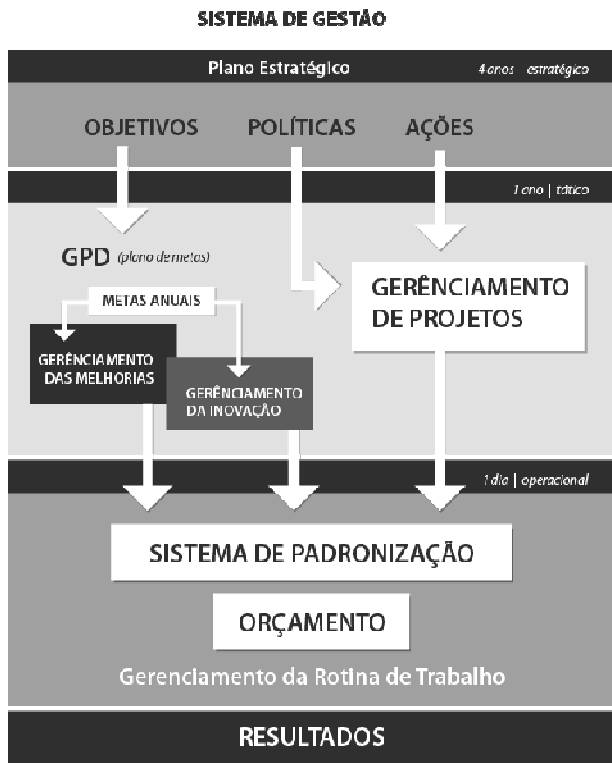 SISTEMA DE GESTÃO
Plano Estratégico
4 anos estratégico
OBJETIVOS
POLÍTICAS
AÇÕES
1 ano | tático
GPD (plano demetas)
METAS ANUAIS
GERÊNCIAMENTO
DAS MELHORIAS
GERÊNCIAMENTO
DA INOVAÇÃO
GERÊNCIAMENTO
DE PROJETOS
1 dia | operacional
SISTEMA DE PADRONIZAÇÃO
ORÇAMENTO
Gerenciamento da Rotina de Trabalho
RESULTADOS